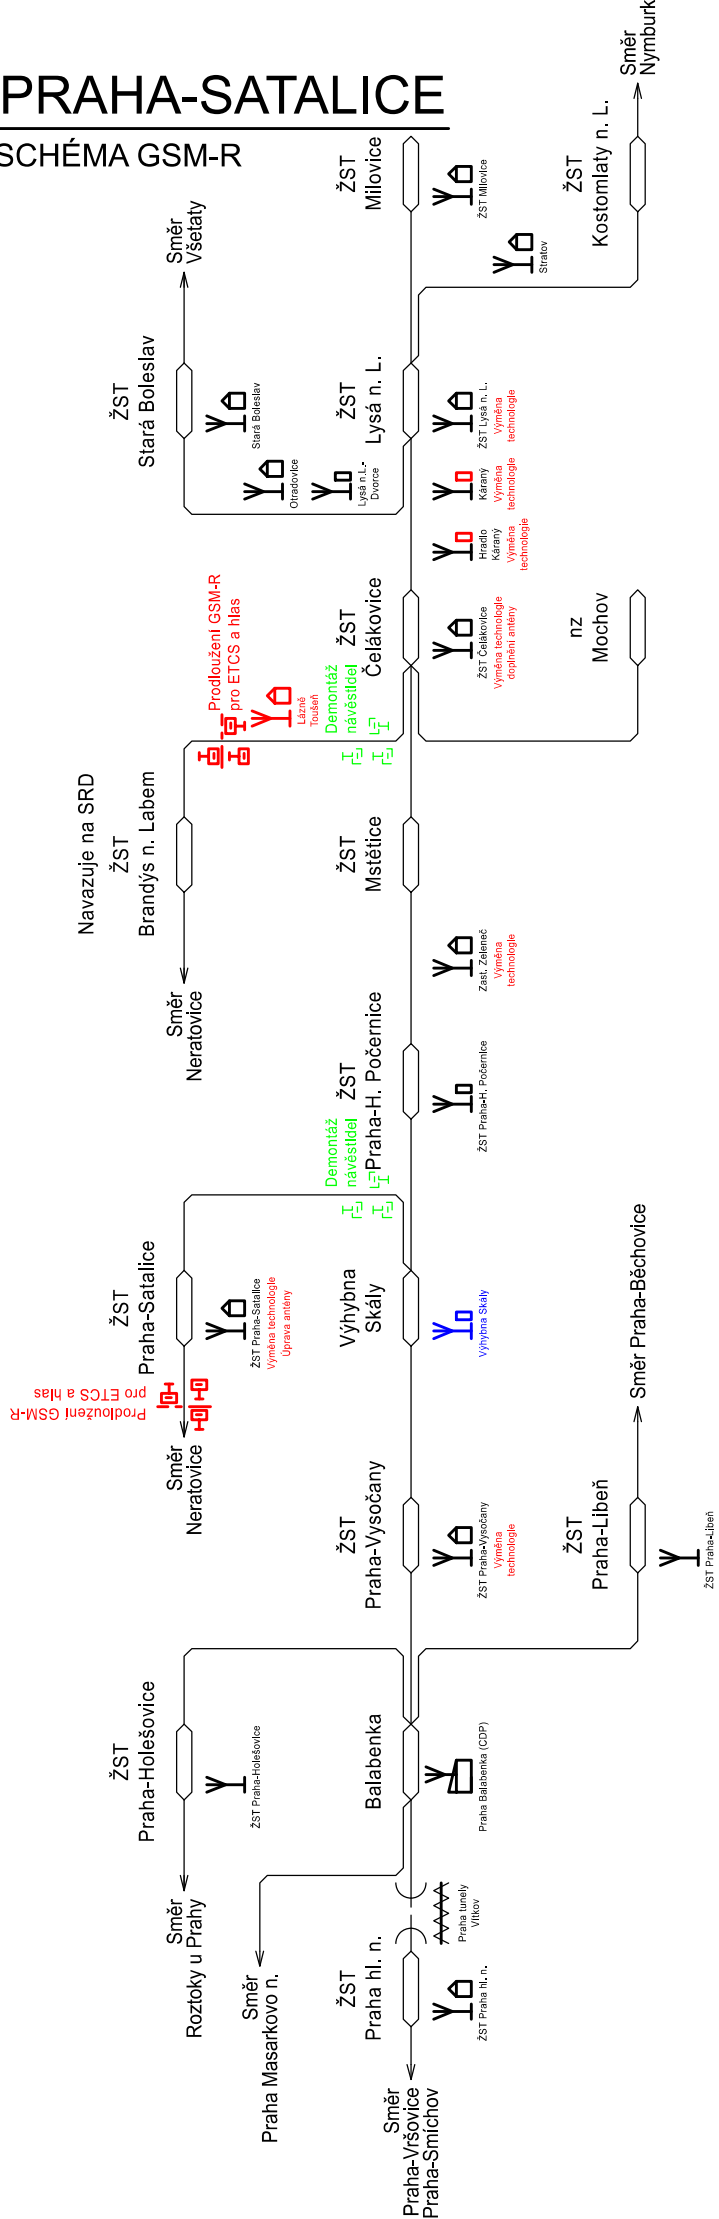 PRAHA-SATALICE
SCHÉMA GSM-R
Směr
Nymburk
ŽST
Kostomlaty n. L.
ŽST
Milovice
ŽST Milovice
Stratov
Směr
Všetaty
ŽST
Stará Boleslav
Stará Boleslav
Otradovice
Lysá n.L.-
Dvorce
ŽST
Lysá n. L.
ŽST Lysá n. L.
Výměna
technologie
Káraný
Výměna
technologie
Hradlo
Káraný
Výměna
technologie
ŽST
Čelákovice
ŽST Čelákovice
Výměna technologie
doplnění antény
nz
Mochov
Prodloužení GSM-R
pro ETCS a hlas
Lázně
Toušeň
Demontáž
návěstidel
Navazuje na SRD
ŽST
Brandýs n. Labem
Směr
Neratovice
ŽST
Mstětice
Zast. Zeleneč
Výměna
technologie
ŽST
Praha-H. Počernice
ŽST Praha-H. Počernice
Demontáž
návěstidel
ŽST
Praha-Satalice
ŽST Praha-Satalice
Výměna technologie
Úprava antény
Prodloužení GSM-R
pro ETCS a hlas
Směr
Neratovice
Výhybna
Skály
Výhybna Skály
Směr Praha-Běchovice
ŽST
Praha-Vysočany
ŽST Praha-Vysočany
Výměna
technologie
ŽST
Praha-Libeň
ŽST Praha-Libeň
ŽST
Praha-Holešovice
ŽST Praha-Holešovice
Balabenka
Praha Balabenka (CDP)
Směr
Roztoky u Prahy
Směr
Praha Masarkovo n.
Praha tunely
Vítkov
ŽST
Praha hl. n.
ŽST Praha hl. n.
Směr
Praha-Vršovice
Praha-Smíchov